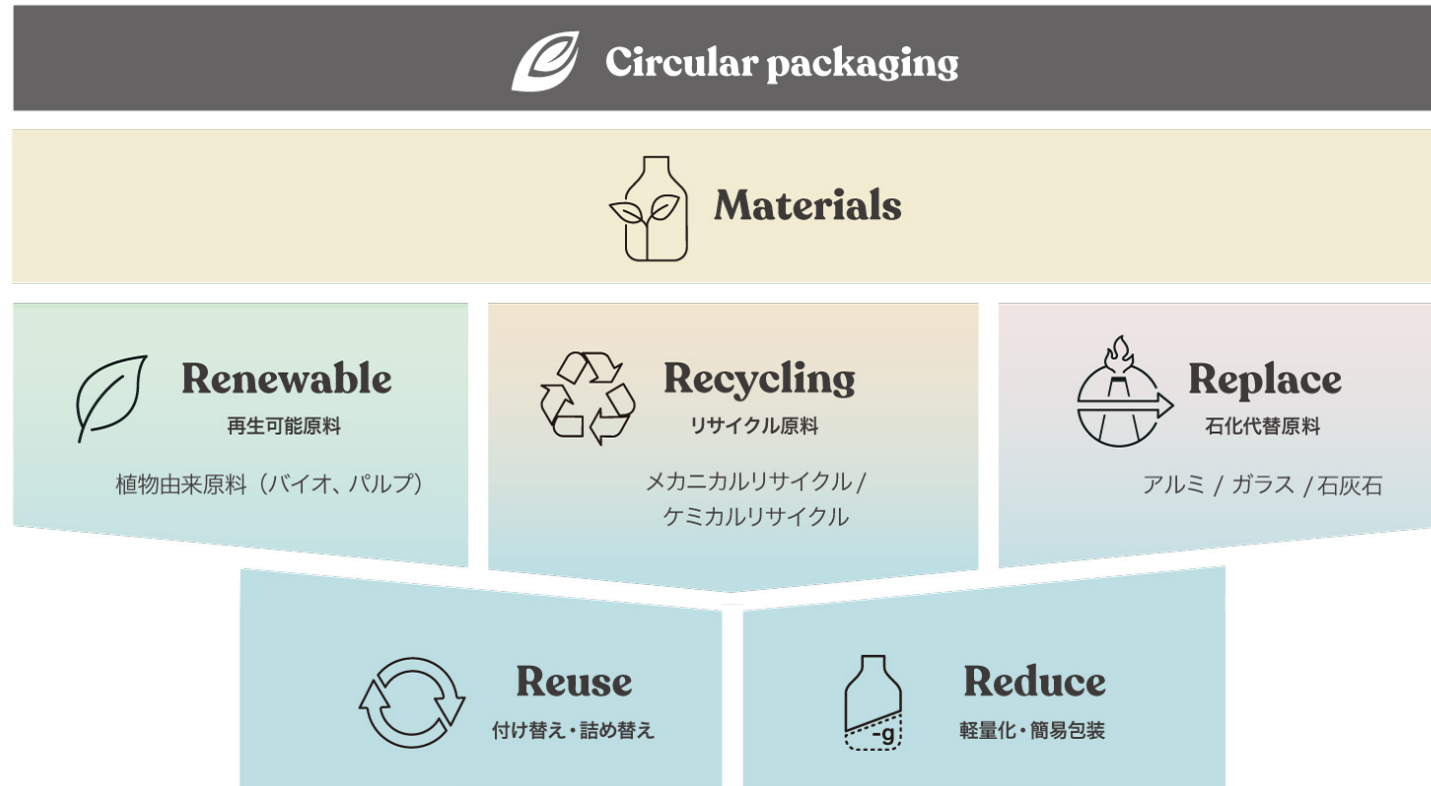 Circular packaging
Materials
Renewable
再生可能原料
植物由来原料（バイオ、パルプ）
Recycling
リサイクル原料
メカニカルリサイクル /
ケミカルリサイクル
Replace
石化代替原料
アルミ / ガラス / 石灰石
Reuse
付け替え・詰め替え
-g
Reduce
軽量化・簡易包装